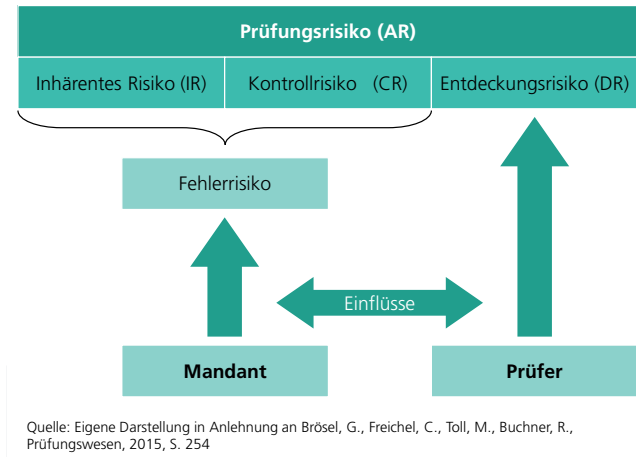 Prüfungsrisiko (AR)
Inhärentes Risiko (IR)
Kontrollrisiko (CR)
Entdeckungsrisiko (DR)
Fehlerrisiko
Einflüsse
Mandant
Prüfer
Quelle: Eigene Darstellung in Anlehnung an Brösel, G., Freichel, C., Toll, M., Buchner, R.,
Prüfungswesen, 2015, S. 254